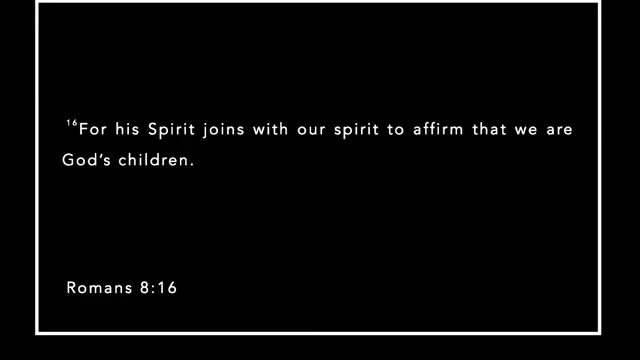 ¹⁶For his Spirit joins with our spirit to affirm that we are
God’s children.
Romans 8:16